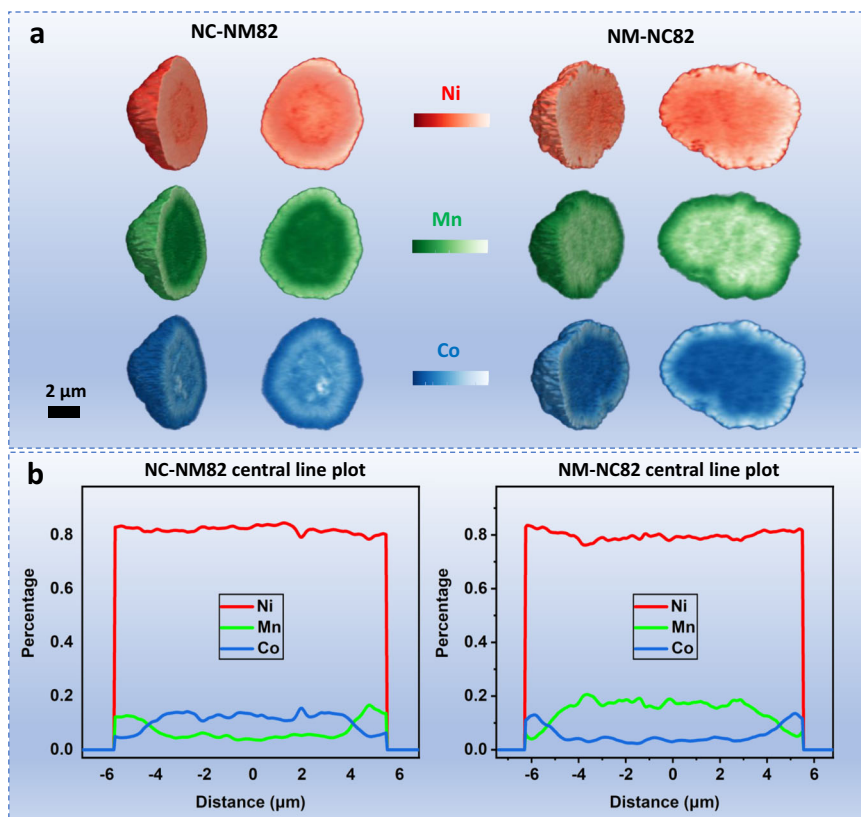 a
NC-NM82
NM-NC82
Ni
Mn
Co
2 μm
b
NC-NM82 central line plot
NM-NC82 central line plot
Percentage
0.8
0.6
0.4
0.2
0.0
Ni
Mn
Co
-6
-4
-2
0
2
4
6
Distance (μm)
Percentage
0.8
0.6
0.4
0.2
0.0
Ni
Mn
Co
-6
-4
-2
0
2
4
6
Distance (μm)